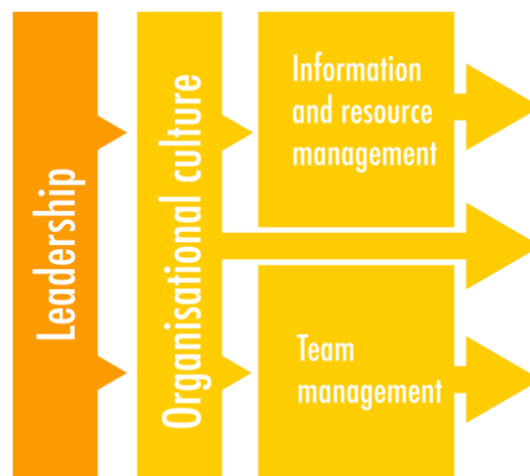 Leadership
Organisational culture
Information
and resource
management
Team
management